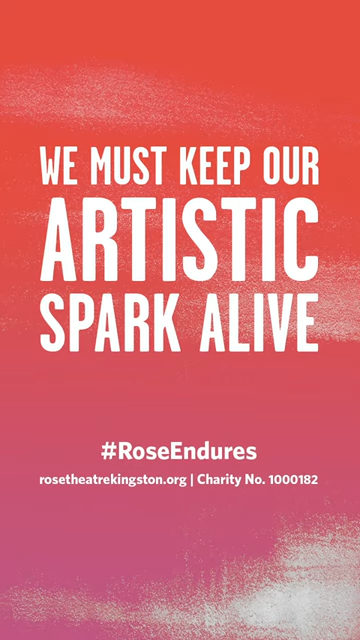 WE MUST KEEP OUR
ARTISTIC
SPARK ALIVE
#RoseEndures
rosetheatrekingston.org | Charity No. 1000182